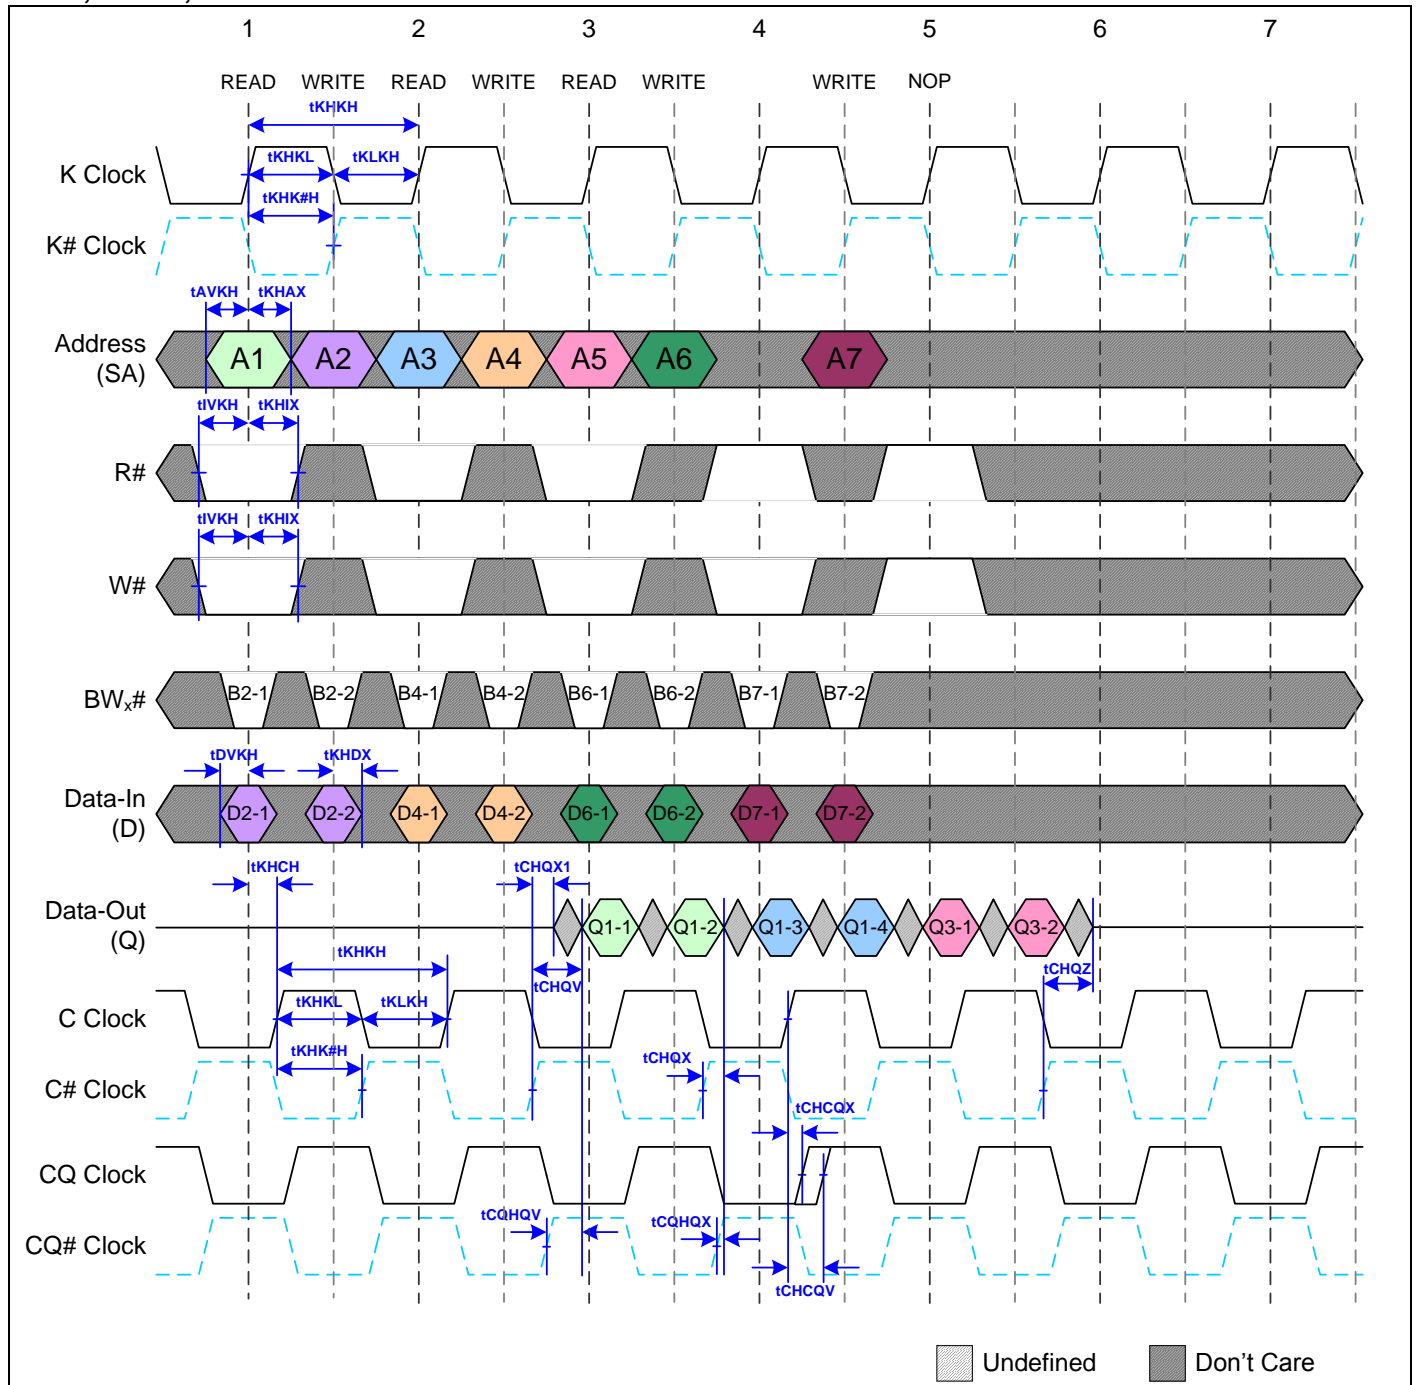 1 2 3 4 5 6 7
READ WRITE READ WRITE READ WRITE WRITE NOP
tKHKH
K Clock
tKHKL tKLKH
tKHK#H
K# Clock
tAVKH tKHAX
Address
(SA)
A1 A2 A3 A4 A5 A6 A7
tIVKH tKHIX
R#
tIVKH tKHIX
W#
BWx#
B2-1 B2-2 B4-1 B4-2 B6-1 B6-2 B7-1 B7-2
tDVKH tKHDX
Data-In
(D)
D2-1 D2-2 D4-1 D4-2 D6-1 D6-2 D7-1 D7-2
tKHCH tCHQX1
Data-Out
(Q)
Q1-1 Q1-2 Q1-3 Q1-4 Q3-1 Q3-2
tKHKH tCHQV tCHQZ
C Clock
tKHKL tKLKH
tKHK#H tCHQX
C# Clock
tCHCQX
CQ Clock
tCQHQV tCQHQX
CQ# Clock
tCHCQV
Undefined Don't Care